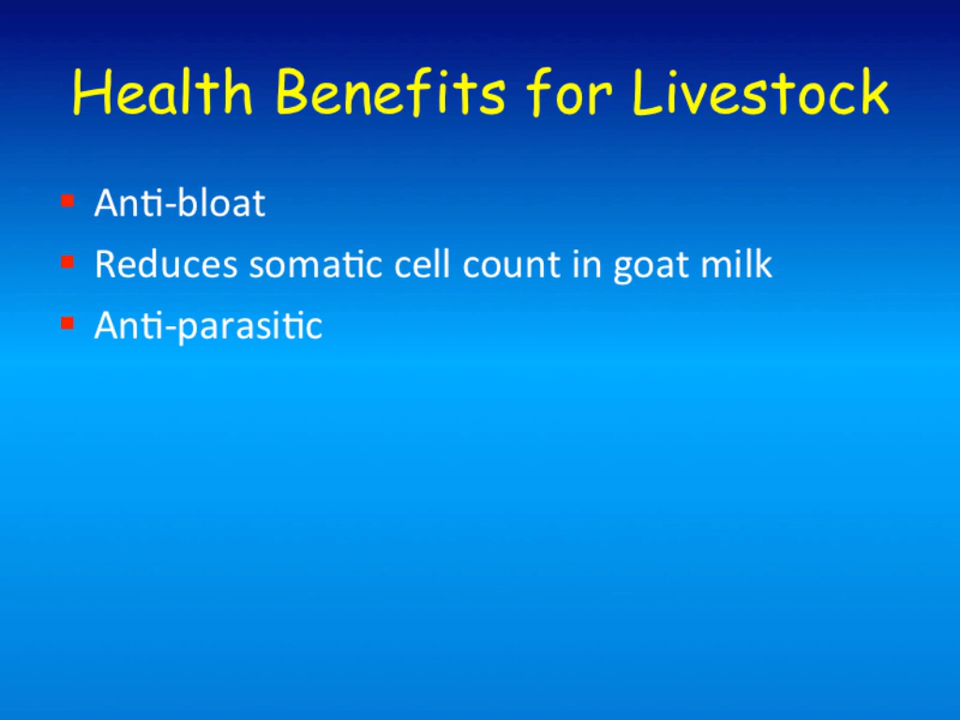 Health Benefits for Livestock
▪ Anti-bloat
▪ Reduces somatic cell count in goat milk
▪ Anti-parasitic